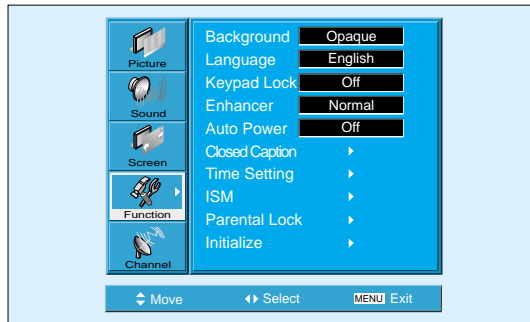 Picture
Sound
Screen
Function
Channel
Background Opaque
Language English
Keypad Lock Off
Enhancer Normal
Auto Power Off
Closed Caption
Time Setting
ISM
Parental Lock
Initialize
Move Select MENU Exit